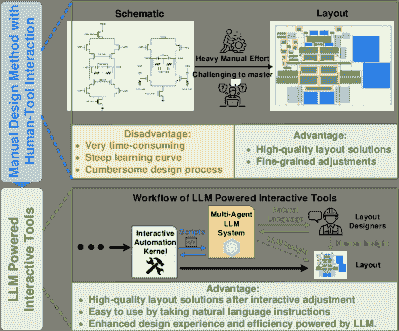 Manual Design Method with
Human-Tool Interaction
Schematic
Layout
Heavy Manual Effort
Challenging to master
Disadvantage:
• Very time-consuming
• Steep learning curve
• Cumbersome design process
Advantage:
• High-quality layout solutions
• Fine-grained adjustments
LLM Powered
Interactive Tools
Workflow of LLM Powered Interactive Tools
Interactive
Automation
Kernel
Multi-Agent
LLM
System
Layout
Designers
Layout
Advantage:
• High-quality layout solutions after interactive adjustment
• Easy to use by taking natural language instructions
• Enhanced design experience and efficiency powered by LLM.